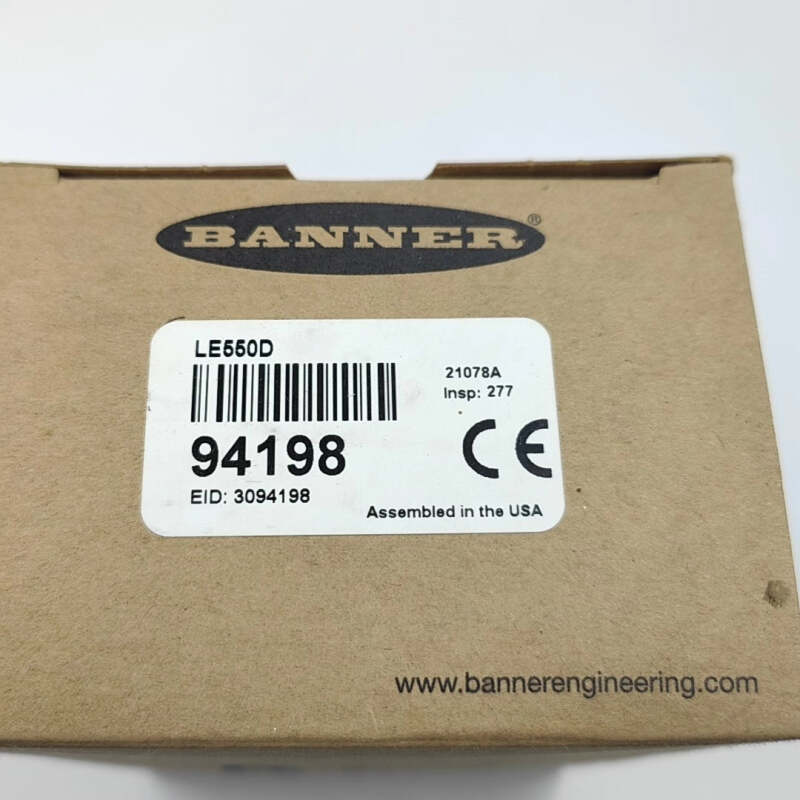 BANNER®
LE550D
21078A
Insp: 277
94198
CE
EID: 3094198
Assembled in the USA
www.bannerengineering.com